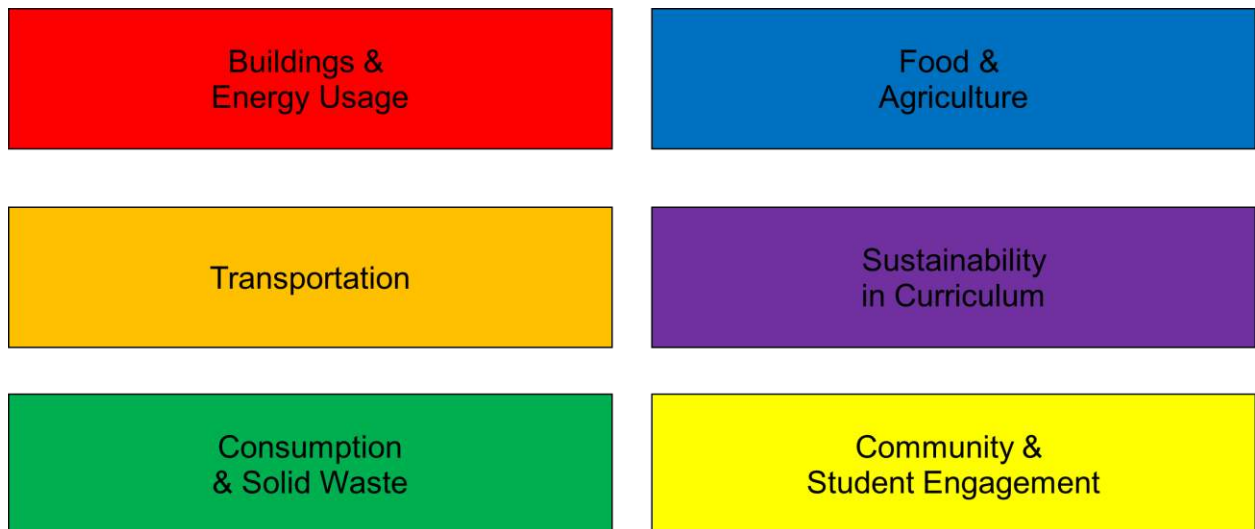 Buildings &
Energy Usage
Food &
Agriculture
Transportation
Sustainability
in Curriculum
Consumption
& Solid Waste
Community &
Student Engagement